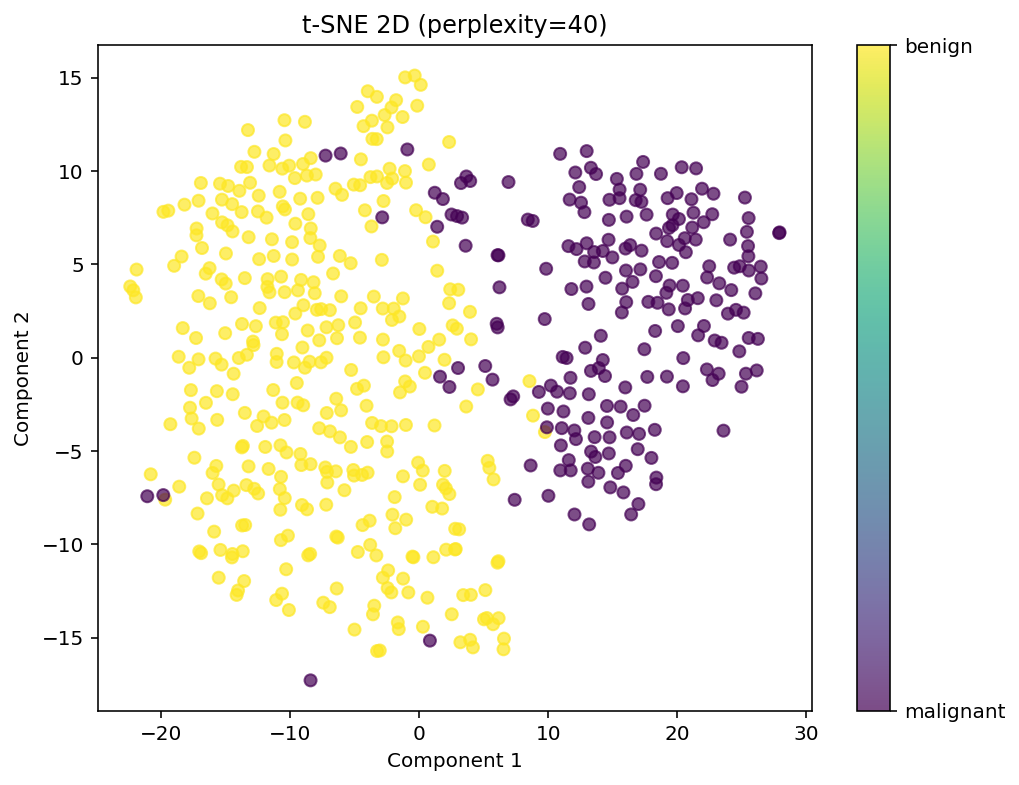 t-SNE 2D (perplexity=40)
15
10
5
0
−5
−10
−15
Component 2
−20
−10
0
10
20
30
Component 1
benign
malignant